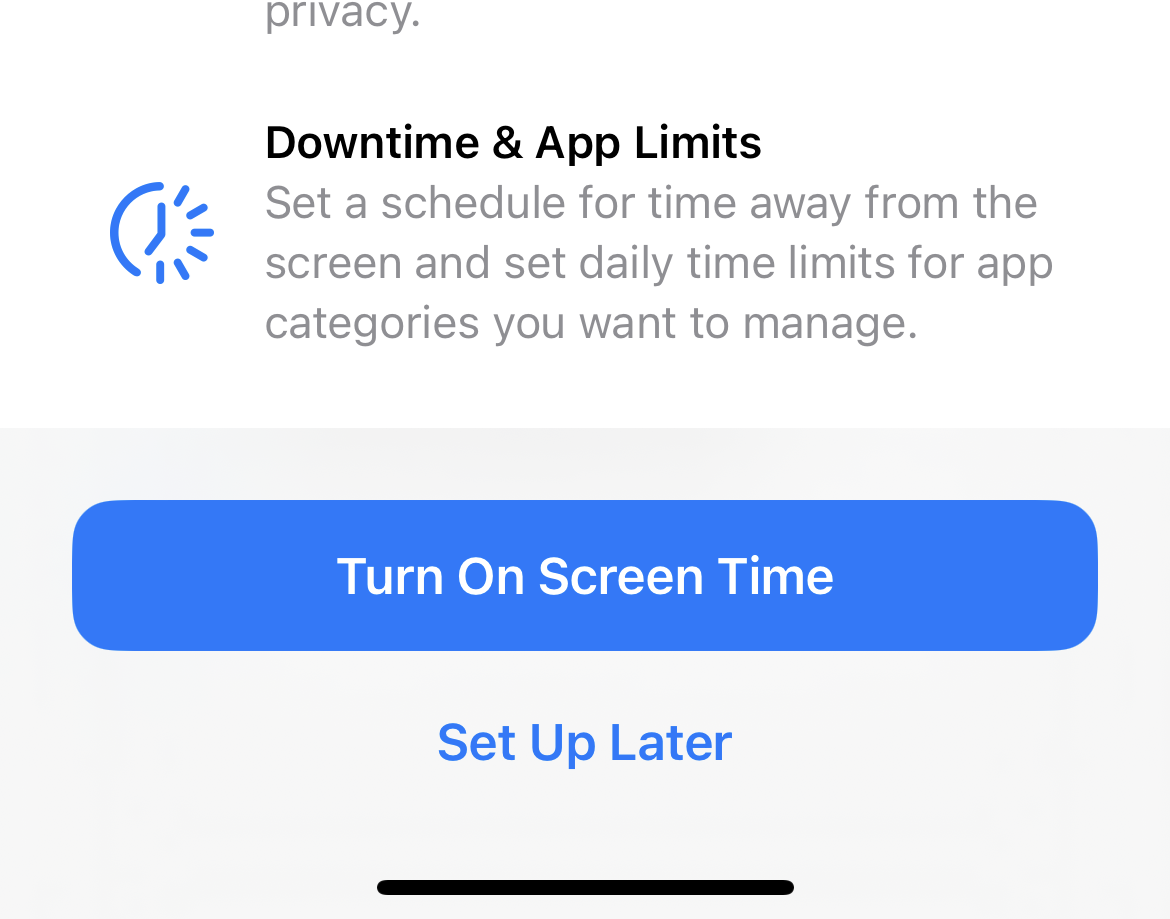 privacy.
Downtime & App Limits
Set a schedule for time away from the
screen and set daily time limits for app
categories you want to manage.
Turn On Screen Time
Set Up Later